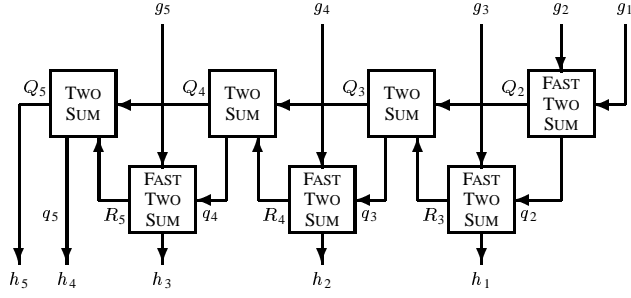 g5 g4 g3 g2 g1
Q5 Q4 Q3 Q2
TWO SUM
TWO SUM
TWO SUM
FAST TWO SUM
FAST TWO SUM
FAST TWO SUM
FAST TWO SUM
q5 R5 q4 R4 q3 R3 q2
h5 h4 h3 h2 h1